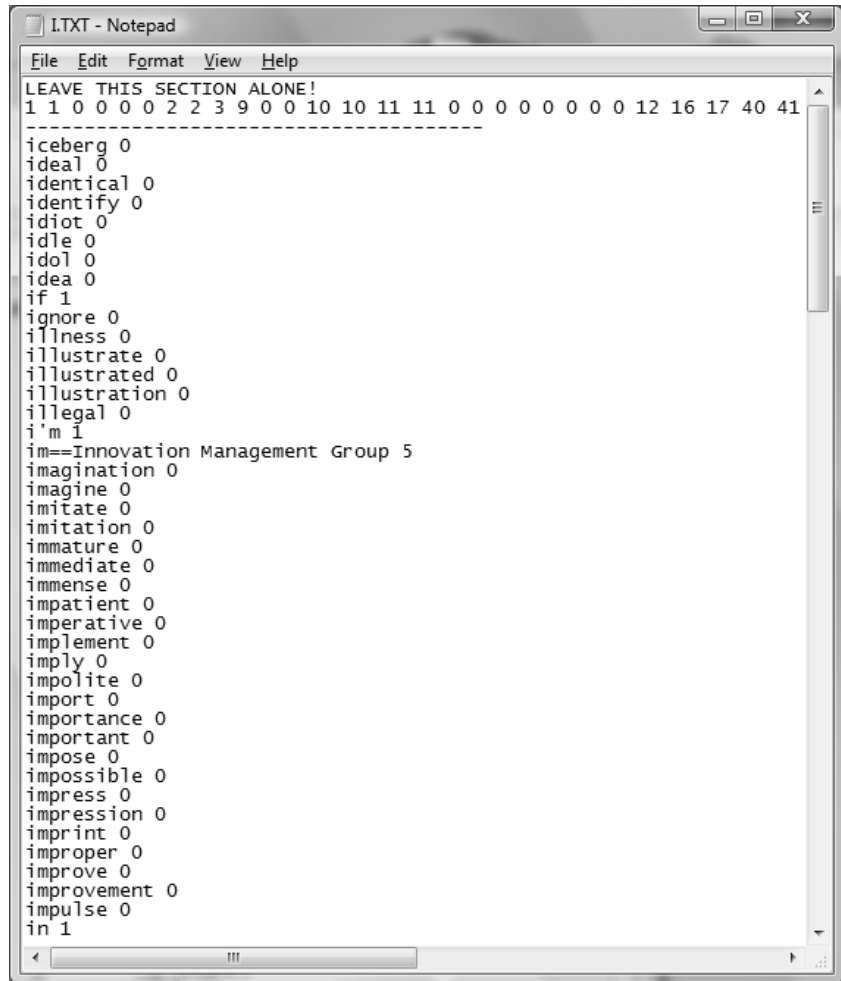 I.TXT - Notepad
File Edit Format View Help
LEAVE THIS SECTION ALONE!
1 1 0 0 0 0 2 2 3 9 0 0 10 10 11 11 0 0 0 0 0 0 0 0 12 16 17 40 41
---------------------------------------
iceberg 0
ideal 0
identical 0
identify 0
idiot 0
idle 0
idol 0
idea 0
if 1
ignore 0
illness 0
illustrate 0
illustrated 0
illustration 0
illegal 0
i'm 1
im==Innovation Management Group 5
imagination 0
imagine 0
imitate 0
imitation 0
immature 0
immediate 0
immense 0
impatient 0
imperative 0
implement 0
imply 0
impolite 0
import 0
importance 0
important 0
impose 0
impossible 0
impress 0
impression 0
imprint 0
improper 0
improve 0
improvement 0
impulse 0
in 1